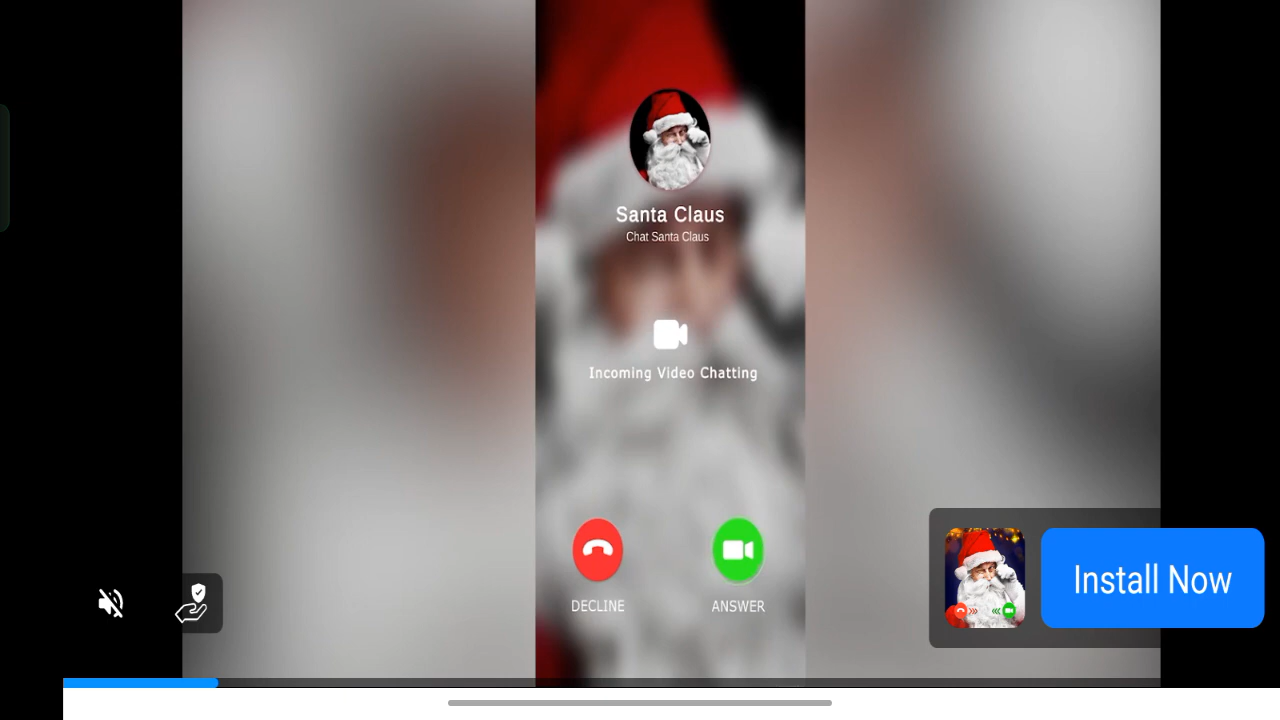 Santa Claus
Chat Santa Claus
Incoming Video Chatting
DECLINE
ANSWER
Install Now